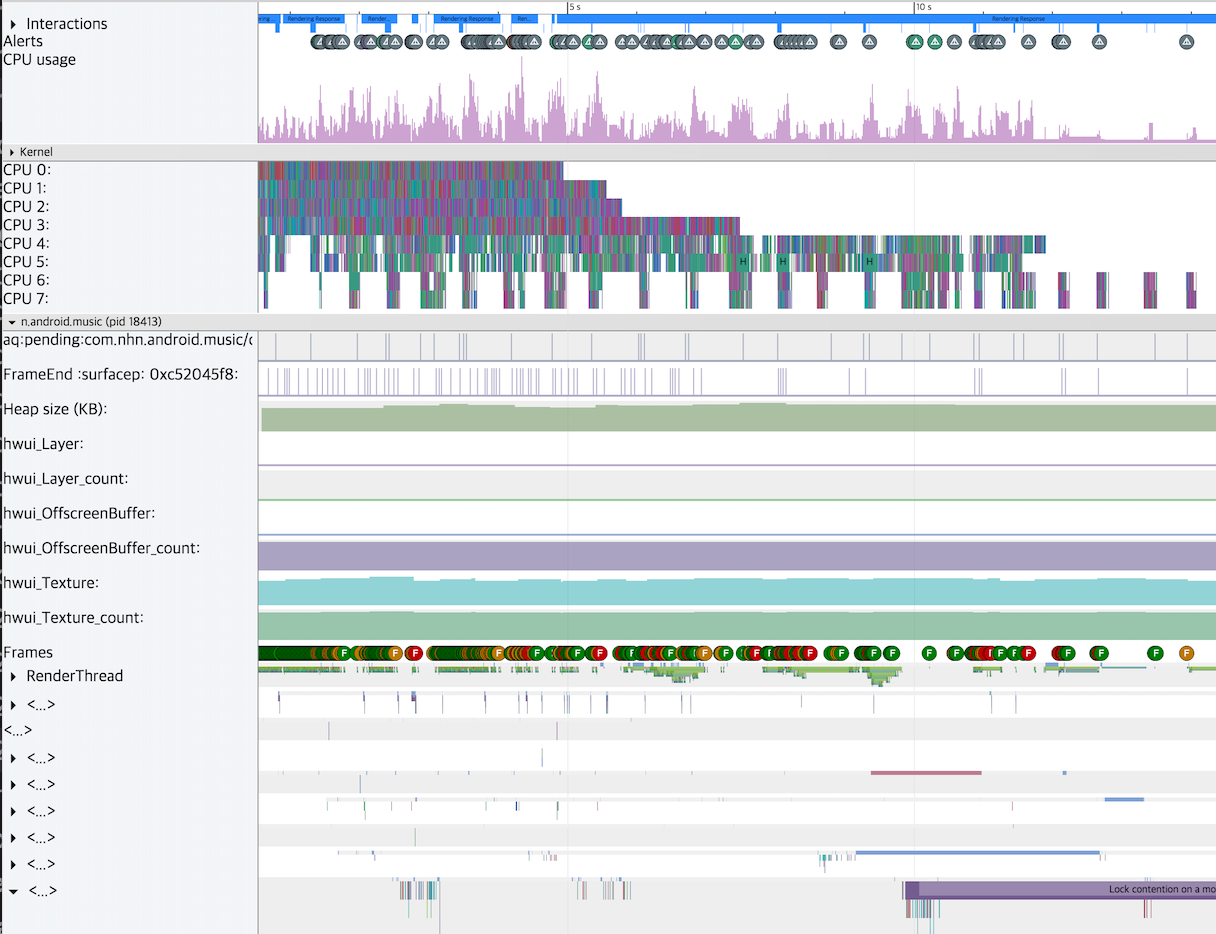 5 s
10 s
Interactions
ering...
Rendering Response
Render...
Rendering Response
Ren...
Rendering Response
Alerts
CPU usage
Kernel
CPU 0:
CPU 1:
CPU 2:
CPU 3:
CPU 4:
CPU 5:
H
H
H
CPU 6:
CPU 7:
n.android.music (pid 18413)
aq:pending:com.nhn.android.music/c
FrameEnd :surfacep: 0xc52045f8:
Heap size (KB):
hwui_Layer:
hwui_Layer_count:
hwui_OffscreenBuffer:
hwui_OffscreenBuffer_count:
hwui_Texture:
hwui_Texture_count:
Frames
F F F F F F F F F F F F F F F F F F F F F F F F F F F
RenderThread
<...>
<...>
<...>
<...>
<...>
<...>
<...>
<...>
Lock contention on a mo